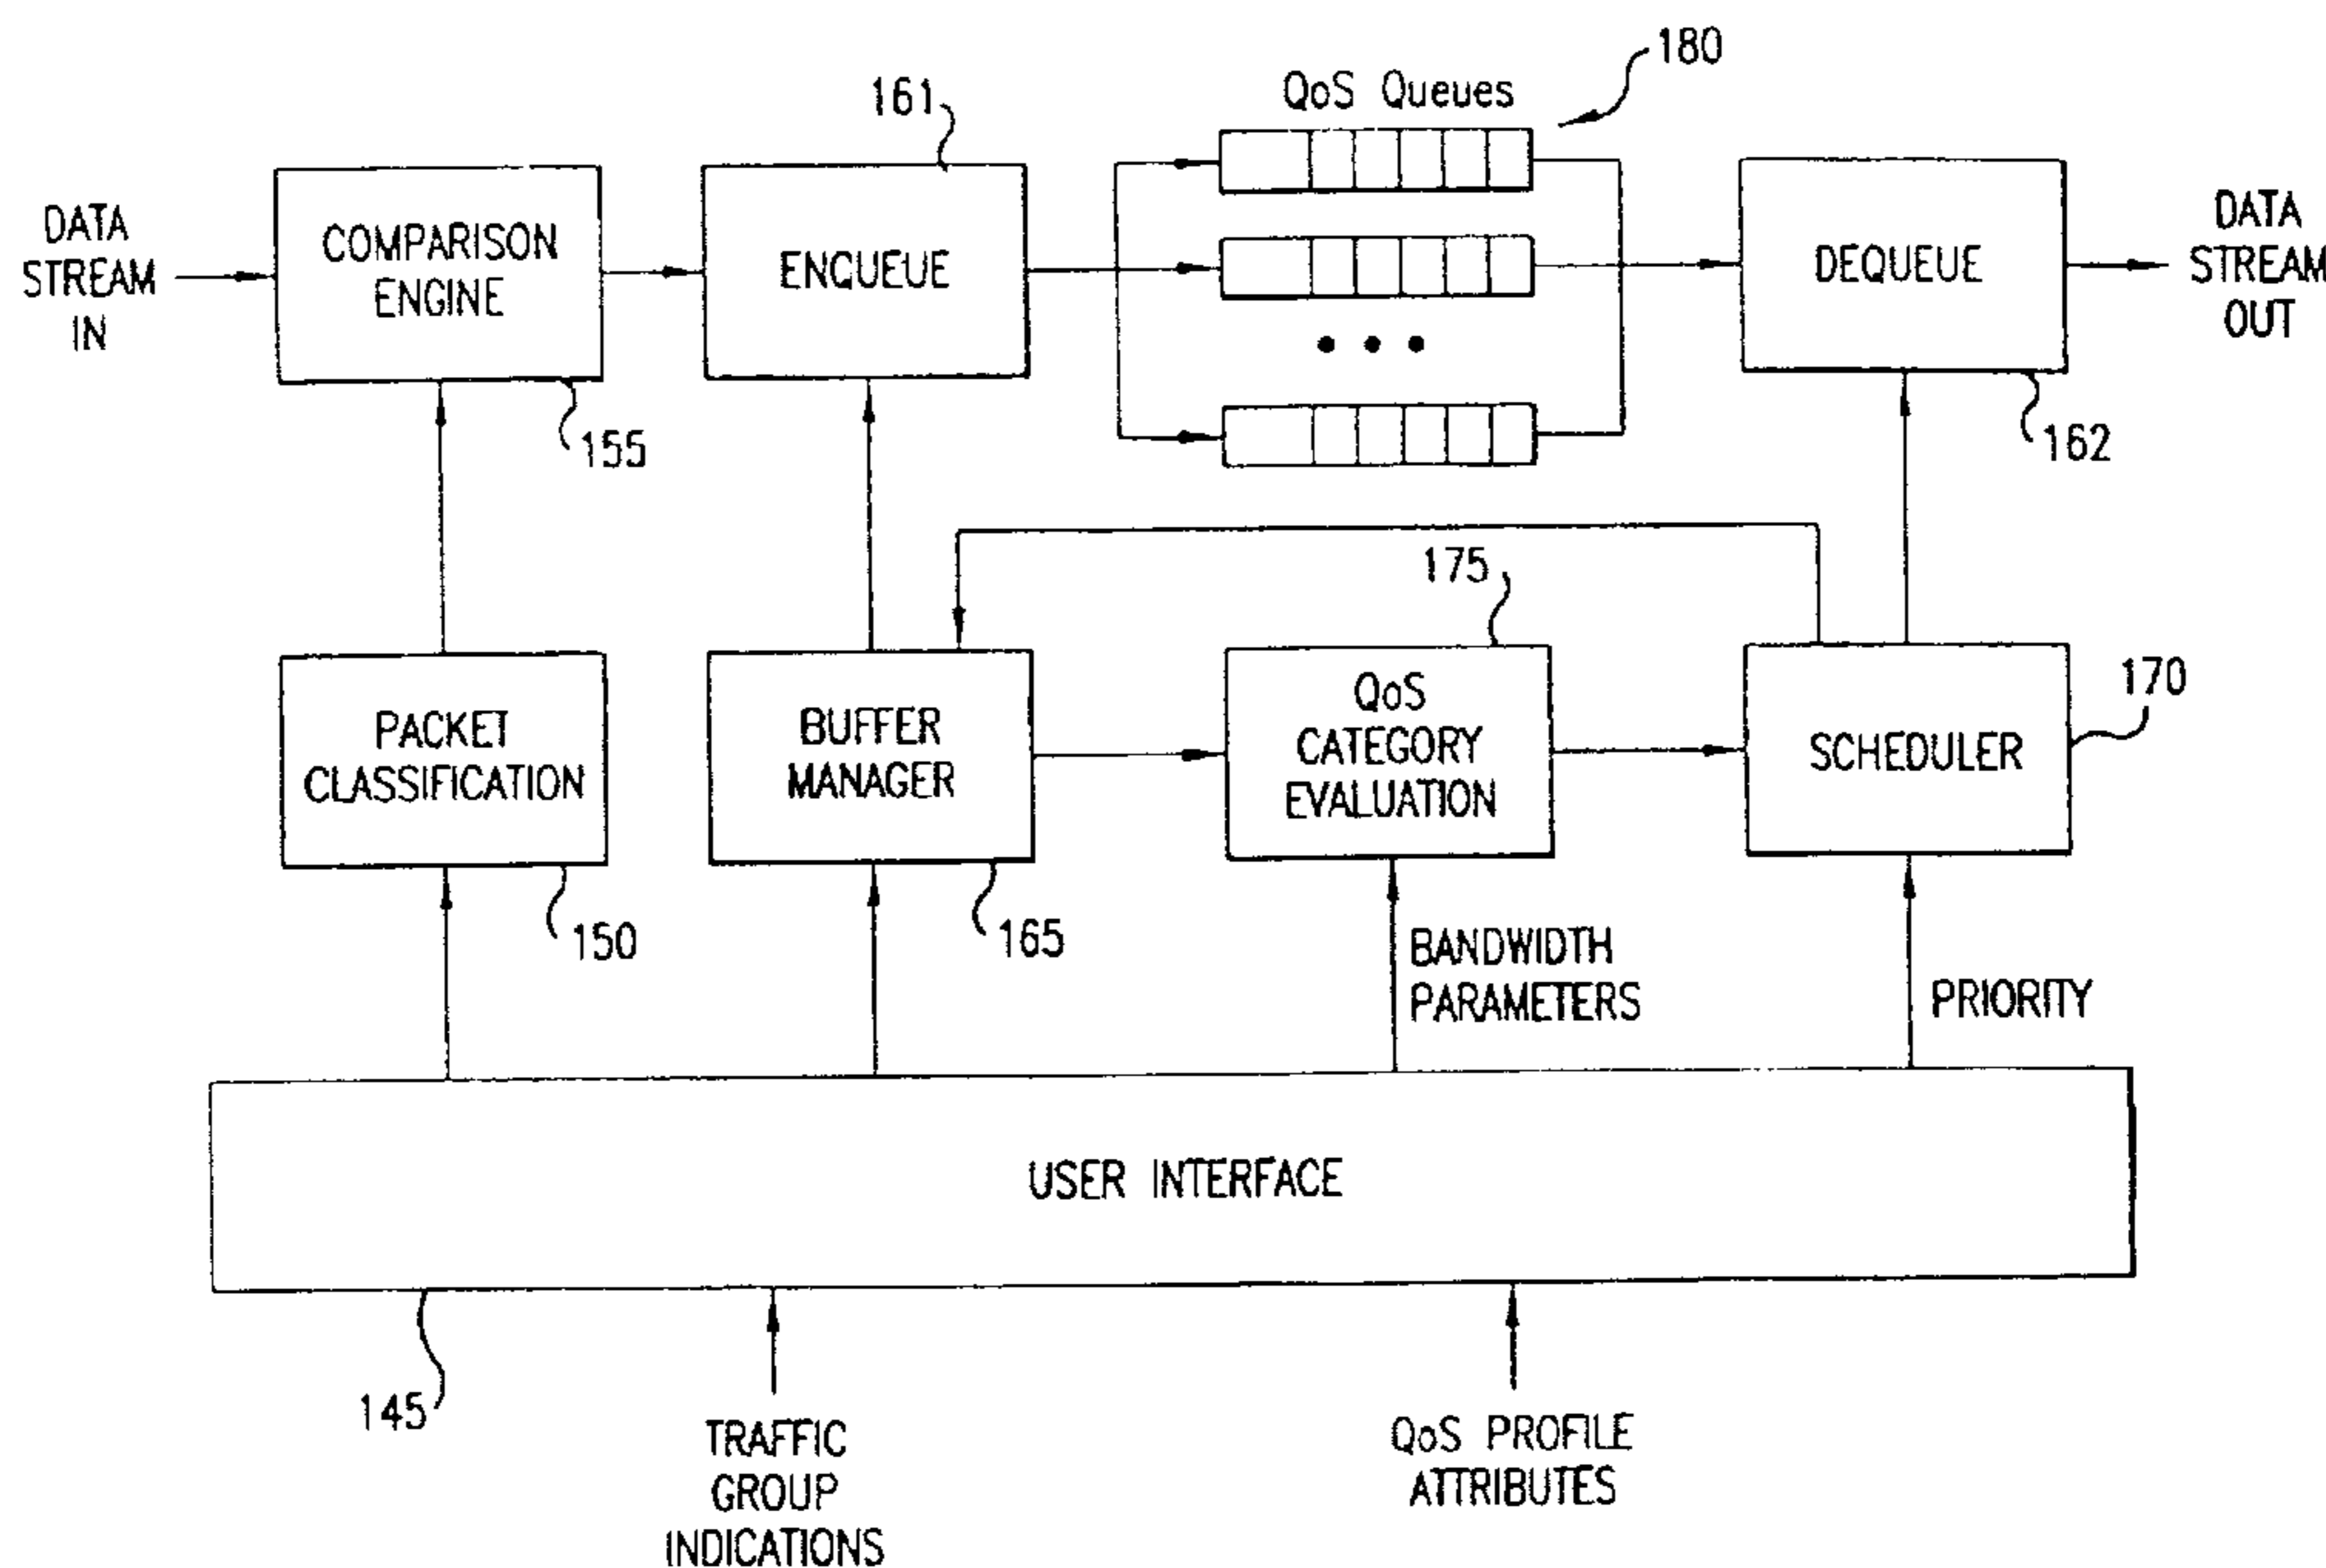 180
QoS Queues
161
DATA
STREAM
IN
COMPARISON
ENGINE
ENQUEUE
DEQUEUE
DATA
STREAM
OUT
155
162
175
PACKET
CLASSIFICATION
BUFFER
MANAGER
QoS
CATEGORY
EVALUATION
SCHEDULER
170
150
165
BANDWIDTH
PARAMETERS
PRIORITY
USER INTERFACE
145
TRAFFIC
GROUP
INDICATIONS
QoS PROFILE
ATTRIBUTES